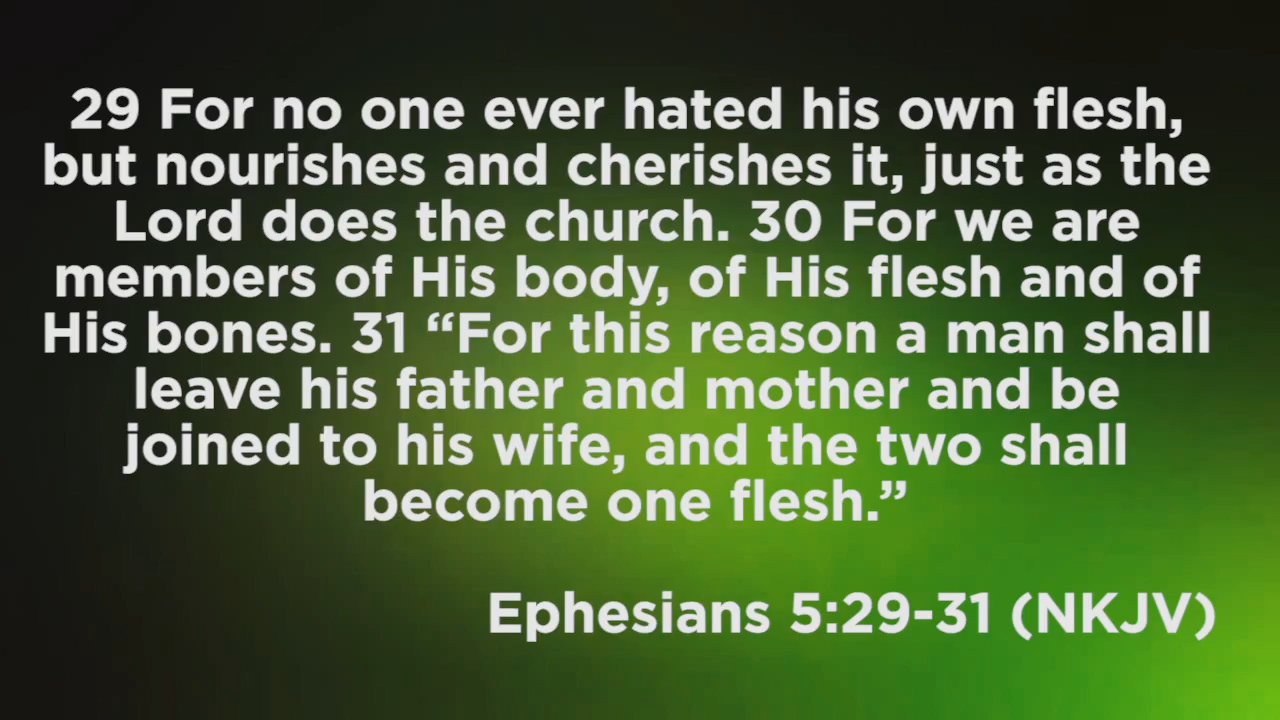 29 For no one ever hated his own flesh,
but nourishes and cherishes it, just as the
Lord does the church. 30 For we are
members of His body, of His flesh and of
His bones. 31 “For this reason a man shall
leave his father and mother and be
joined to his wife, and the two shall
become one flesh.”
Ephesians 5:29-31 (NKJV)